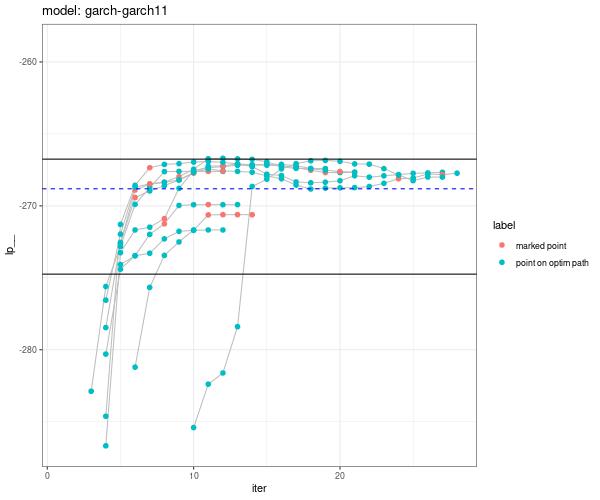 model: garch-garch11
-260
-270
-280
lp__
0
10
20
iter
label
marked point
point on optim path